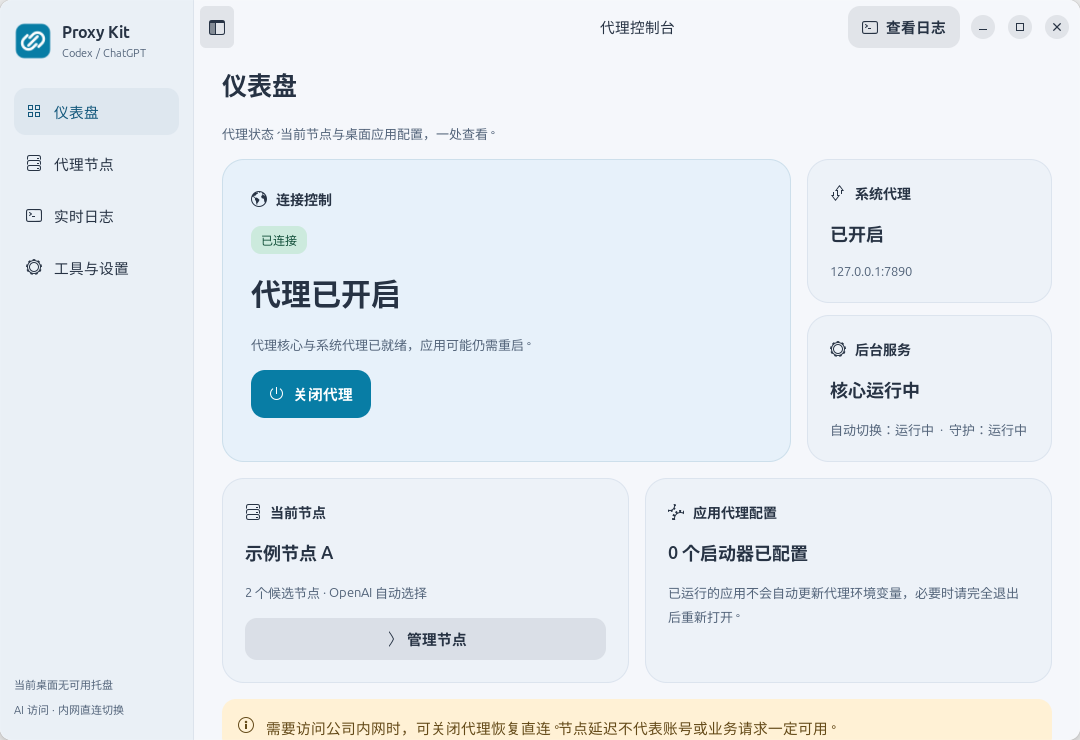 Proxy Kit
Codex / ChatGPT
仪表盘
代理节点
实时日志
工具与设置
当前桌面无可用托盘
AI 访问 · 内网直连切换
代理控制台
查看日志
仪表盘
代理状态、当前节点与桌面应用配置，一处查看。
连接控制
已连接
代理已开启
代理核心与系统代理已就绪，应用可能仍需重启。
关闭代理
系统代理
已开启
127.0.0.1:7890
后台服务
核心运行中
自动切换：运行中 · 守护：运行中
当前节点
示例节点 A
2 个候选节点 · OpenAI 自动选择
管理节点
应用代理配置
0 个启动器已配置
已运行的应用不会自动更新代理环境变量，必要时请完全退出
后重新打开。
需要访问公司内网时，可关闭代理恢复直连。节点延迟不代表账号或业务请求一定可用。